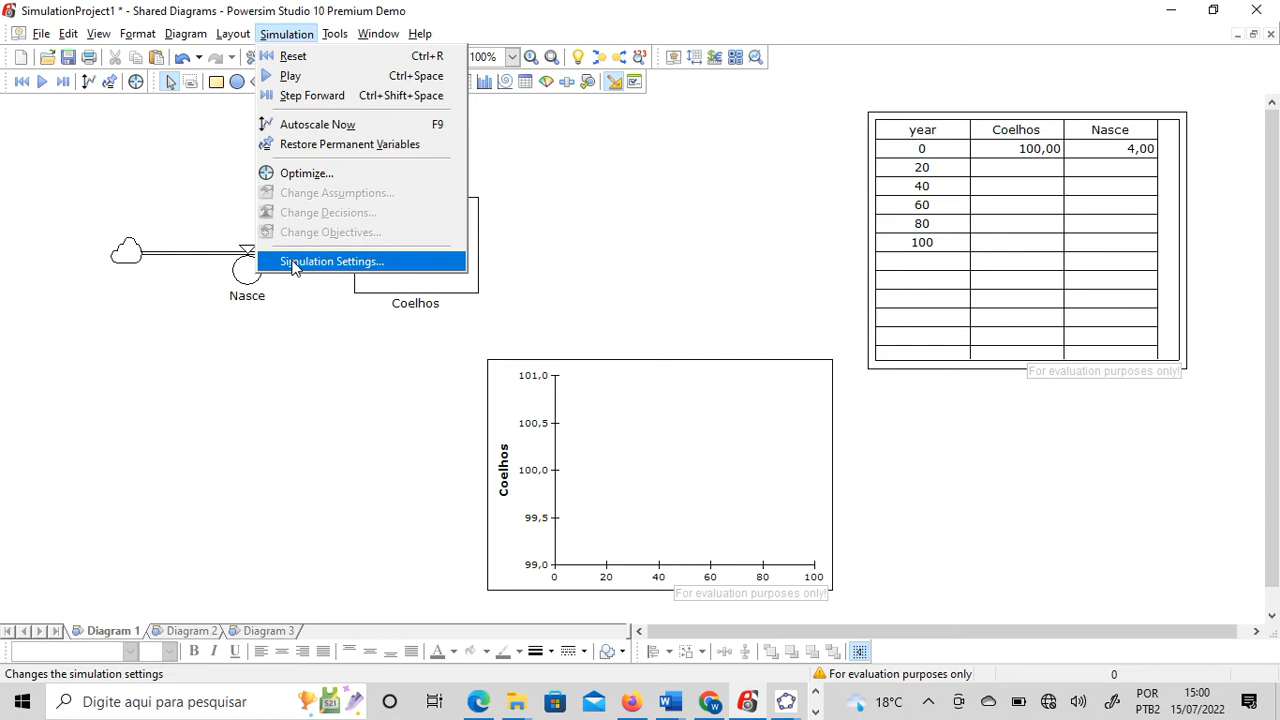 SimulationProject1 * - Shared Diagrams - Powersim Studio 10 Premium Demo
File Edit View Format Diagram Layout Simulation Tools Window Help
100%
Reset Ctrl+R
Play Ctrl+Space
Step Forward Ctrl+Shift+Space
Autoscale Now F9
Restore Permanent Variables
Optimize...
Change Assumptions...
Change Decisions...
Change Objectives...
Simulation Settings...
Nasce
Coelhos
year Coelhos Nasce
0 100,00 4,00
20
40
60
80
100
For evaluation purposes only!
101,0
100,5
100,0
99,5
99,0
Coelhos
0 20 40 60 80 100
For evaluation purposes only!
Diagram 1 Diagram 2 Diagram 3
B I U A
Changes the simulation settings For evaluation purposes only 0
Digite aqui para pesquisar 521 18°C POR PTB2 15:00 15/07/2022